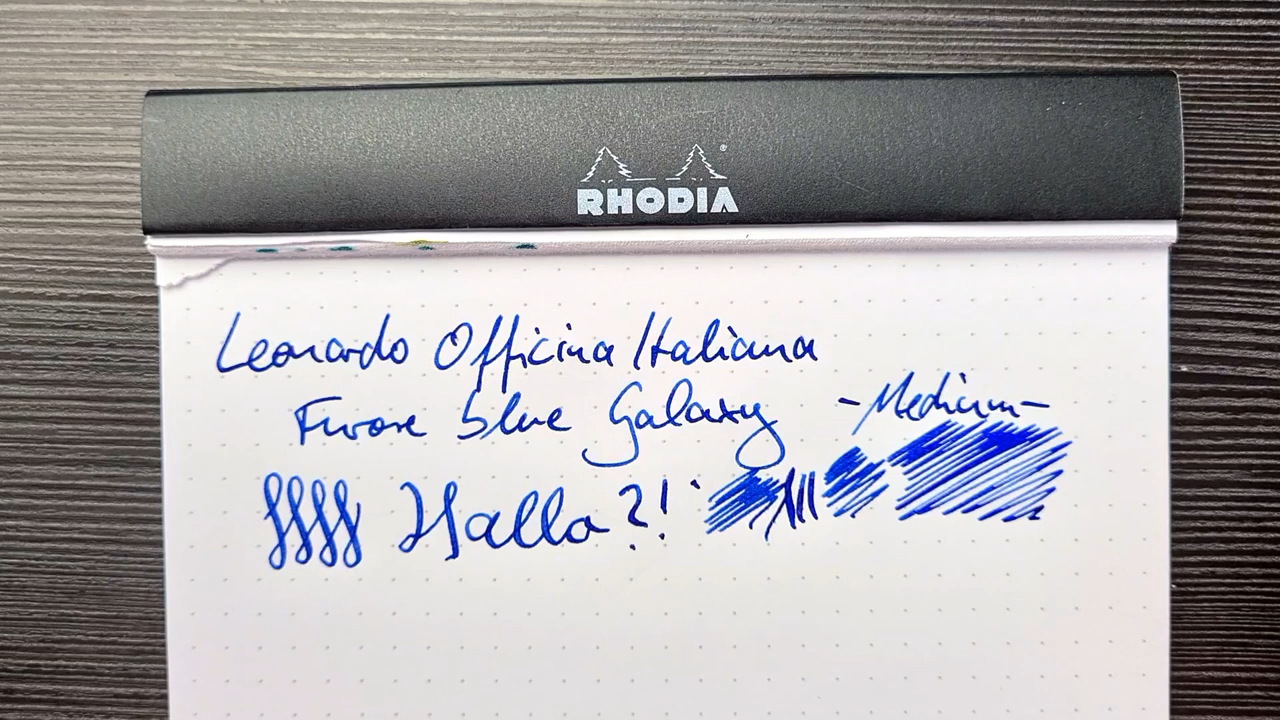 RHODIA
Leonardo Officina Italiana
Furore blue Galaxy - Medium -
Hallo?!